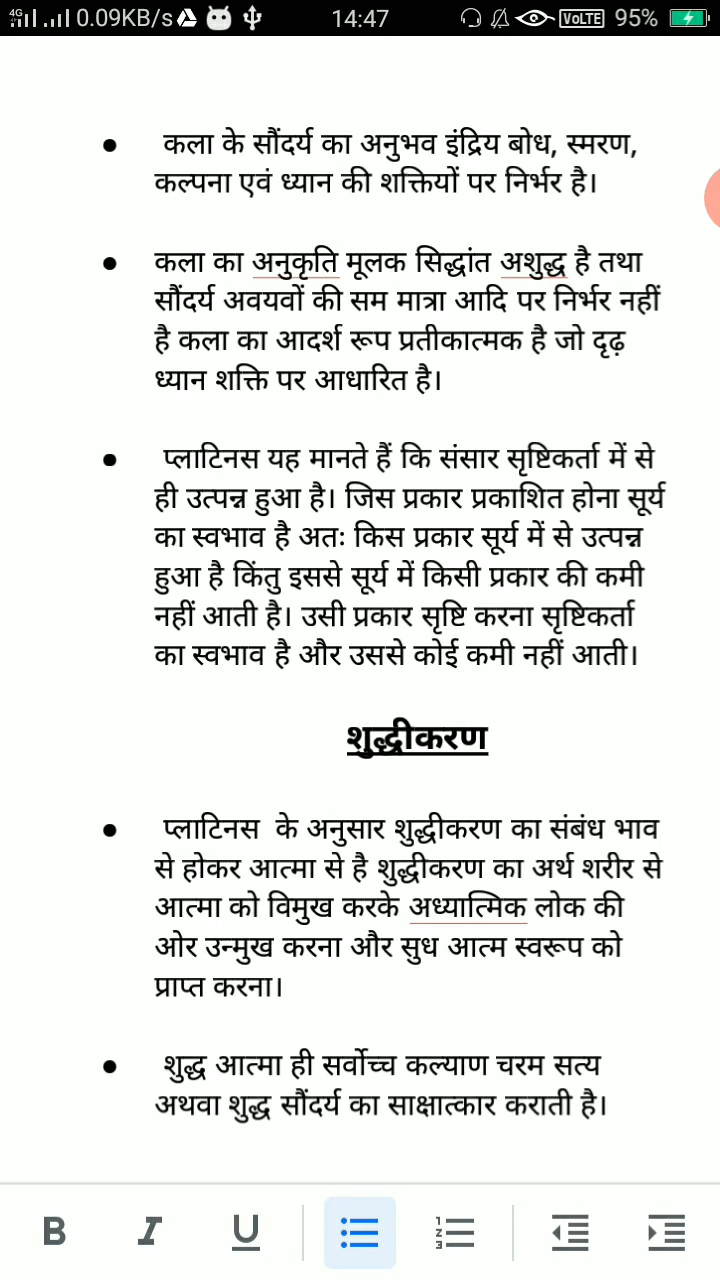 4G 0.09KB/s 14:47 VoLTE 95%
● कला के सौंदर्य का अनुभव इंद्रिय बोध, स्मरण,
कल्पना एवं ध्यान की शक्तियों पर निर्भर है।
● कला का अनुकृति मूलक सिद्धांत अशुद्ध है तथा
सौंदर्य अवयवों की सम मात्रा आदि पर निर्भर नहीं
है कला का आदर्श रूप प्रतीकात्मक है जो दृढ़
ध्यान शक्ति पर आधारित है।
● प्लाटिनस यह मानते हैं कि संसार सृष्टिकर्ता में से
ही उत्पन्न हुआ है। जिस प्रकार प्रकाशित होना सूर्य
का स्वभाव है अतः किस प्रकार सूर्य में से उत्पन्न
हुआ है किंतु इससे सूर्य में किसी प्रकार की कमी
नहीं आती है। उसी प्रकार सृष्टि करना सृष्टिकर्ता
का स्वभाव है और उससे कोई कमी नहीं आती।
शुद्धीकरण
● प्लाटिनस के अनुसार शुद्धीकरण का संबंध भाव
से होकर आत्मा से है शुद्धीकरण का अर्थ शरीर से
आत्मा को विमुख करके अध्यात्मिक लोक की
ओर उन्मुख करना और सुध आत्म स्वरूप को
प्राप्त करना।
● शुद्ध आत्मा ही सर्वोच्च कल्याण चरम सत्य
अथवा शुद्ध सौंदर्य का साक्षात्कार कराती है।
B I U